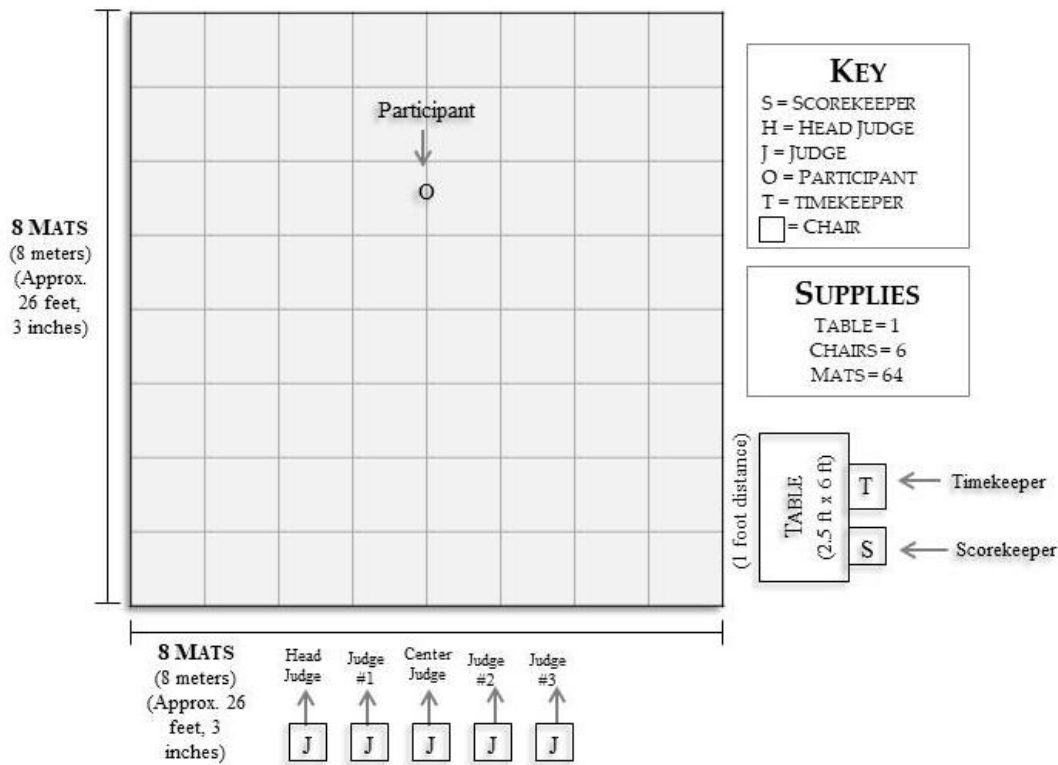 Participant
O
8 MATS
(8 meters)
(Approx.
26 feet,
3 inches)
KEY
S = SCOREKEEPER
H = HEAD JUDGE
J = JUDGE
O = PARTICIPANT
T = TIMEKEEPER
= CHAIR
SUPPLIES
TABLE = 1
CHAIRS = 6
MATS = 64
(1 foot distance)
TABLE
(2.5 ft x 6 ft)
T
Timekeeper
S
Scorekeeper
8 MATS
(8 meters)
(Approx. 26
feet, 3
inches)
Head
Judge
Judge
#1
Center
Judge
Judge
#2
Judge
#3
J
J
J
J
J